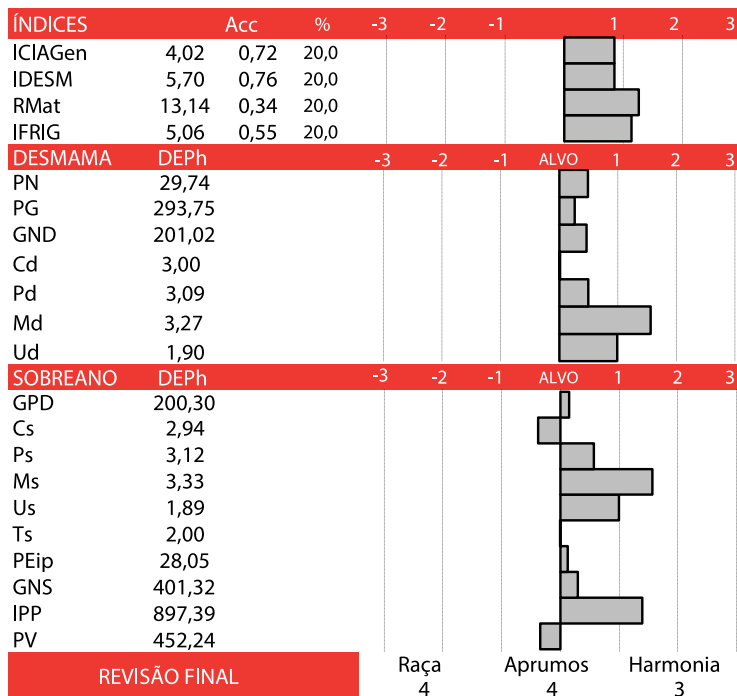 ÍNDICES Acc % -3 -2 -1 1 2 3
ICIAGen 4,02 0,72 20,0
IDESM 5,70 0,76 20,0
RMat 13,14 0,34 20,0
IFRIG 5,06 0,55 20,0
DESMAMA DEPh -3 -2 -1 ALVO 1 2 3
PN 29,74
PG 293,75
GND 201,02
Cd 3,00
Pd 3,09
Md 3,27
Ud 1,90
SOBREANO DEPh -3 -2 -1 ALVO 1 2 3
GPD 200,30
Cs 2,94
Ps 3,12
Ms 3,33
Us 1,89
Ts 2,00
PEip 28,05
GNS 401,32
IPP 897,39
PV 452,24
REVISÃO FINAL Raça Aprumos Harmonia
4 4 3